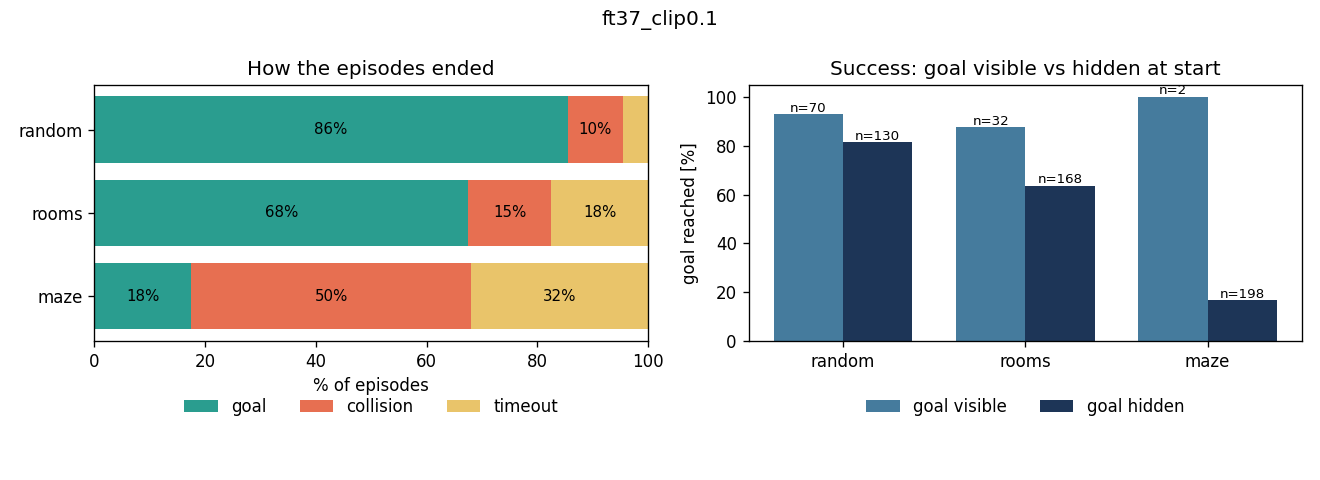 ft37_clip0.1
How the episodes ended
random
86%
10%
rooms
68%
15%
18%
maze
18%
50%
32%
0
20
40
60
80
100
% of episodes
goal
collision
timeout
Success: goal visible vs hidden at start
goal reached [%]
100
80
60
40
20
0
n=70
n=130
n=32
n=168
n=2
n=198
random
rooms
maze
goal visible
goal hidden